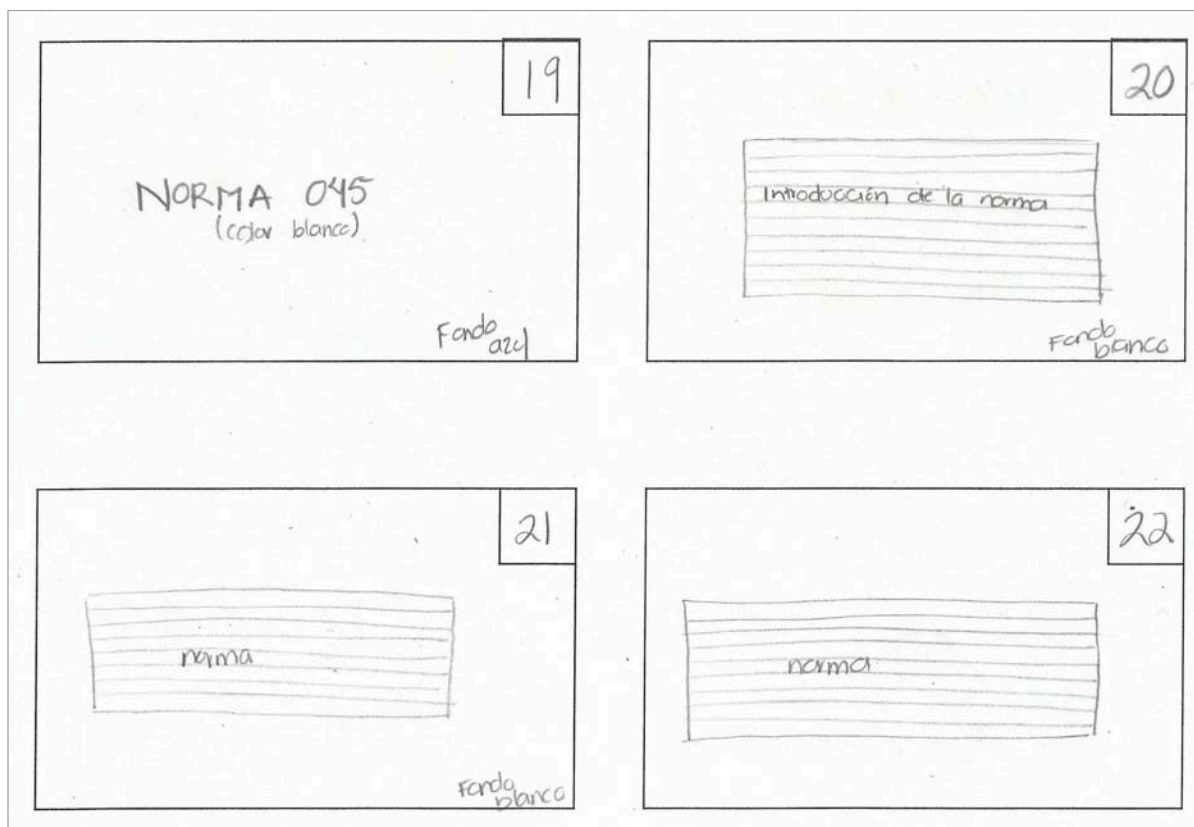 19
NORMA 045
(color blanco)
Fondo
azul
20
Introducción de la norma
Fondo
blanco
21
norma
Fondo
blanco
22
norma